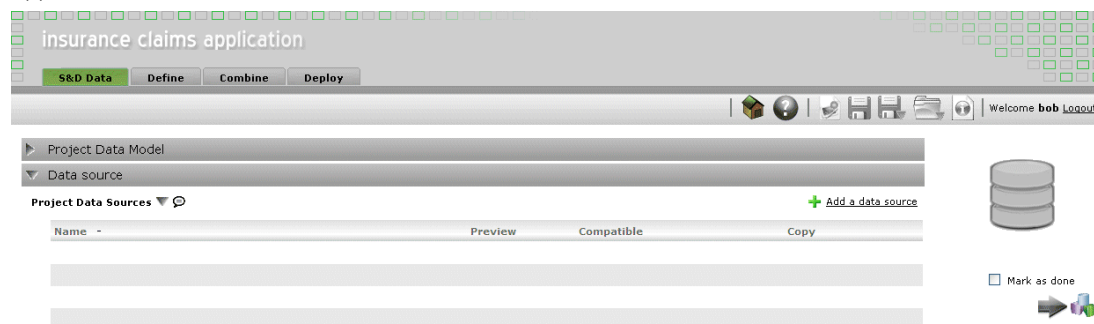 insurance claims application
S&D Data Define Combine Deploy
Welcome bob Logout
Project Data Model
Data source
Project Data Sources
Add a data source
Name - Preview Compatible Copy
Mark as done